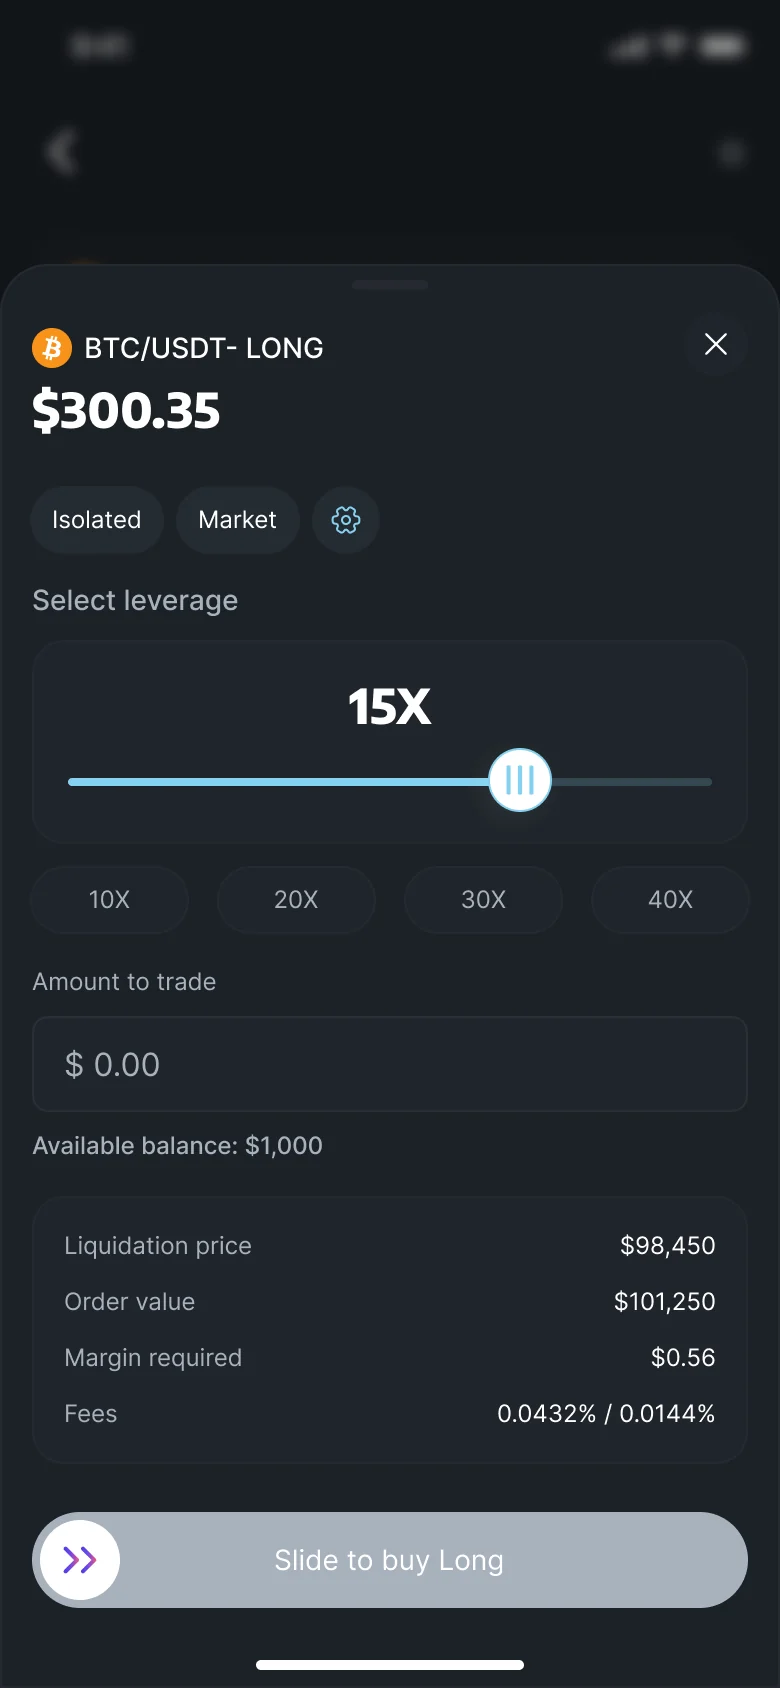 BTC/USDT- LONG
$300.35
Isolated
Market
Select leverage
15X
10X
20X
30X
40X
Amount to trade
$ 0.00
Available balance: $1,000
Liquidation price
$98,450
Order value
$101,250
Margin required
$0.56
Fees
0.0432% / 0.0144%
Slide to buy Long